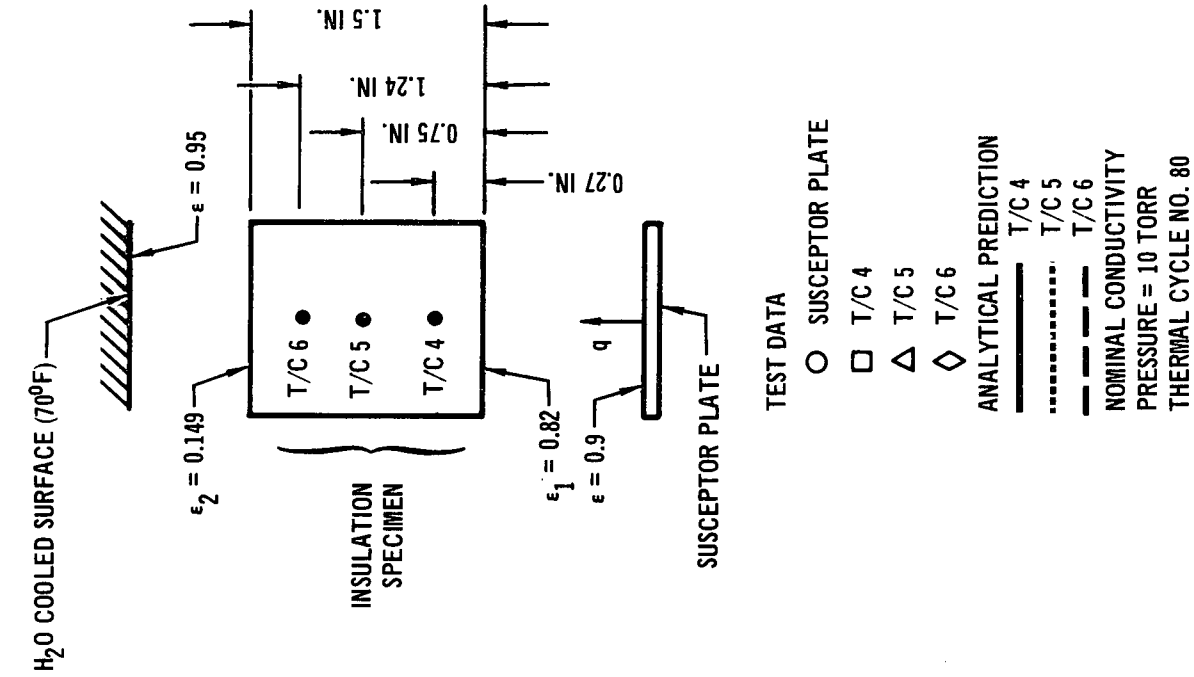 H2O COOLED SURFACE (70⁰F)
ε = 0.95
ε2 = 0.149
T/C 6
T/C 5
T/C 4
INSULATION
SPECIMEN
1.5 IN.
1.24 IN.
0.75 IN.
0.27 IN.
ε1 = 0.82
ε = 0.9
q
SUSCEPTOR PLATE
TEST DATA
SUSCEPTOR PLATE
T/C 4
T/C 5
T/C 6
ANALYTICAL PREDICTION
T/C 4
T/C 5
T/C 6
NOMINAL CONDUCTIVITY
PRESSURE = 10 TORR
THERMAL CYCLE NO. 80